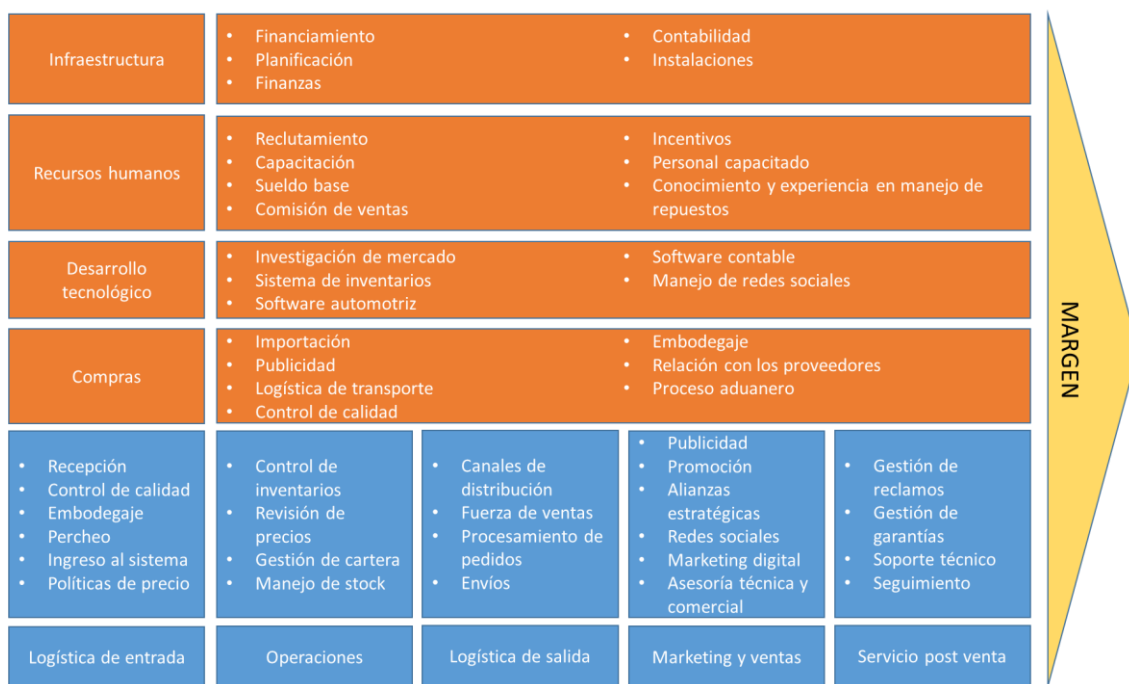 Infraestructura
• Financiamiento
• Planificación
• Finanzas
• Contabilidad
• Instalaciones
Recursos humanos
• Reclutamiento
• Capacitación
• Sueldo base
• Comisión de ventas
• Incentivos
• Personal capacitado
• Conocimiento y experiencia en manejo de
repuestos
Desarrollo
tecnológico
• Investigación de mercado
• Sistema de inventarios
• Software automotriz
• Software contable
• Manejo de redes sociales
Compras
• Importación
• Publicidad
• Logística de transporte
• Control de calidad
• Embodegaje
• Relación con los proveedores
• Proceso aduanero
• Recepción
• Control de calidad
• Embodegaje
• Percheo
• Ingreso al sistema
• Políticas de precio
• Control de
inventarios
• Revisión de
precios
• Gestión de cartera
• Manejo de stock
• Canales de
distribución
• Fuerza de ventas
• Procesamiento de
pedidos
• Envíos
• Publicidad
• Promoción
• Alianzas
estratégicas
• Redes sociales
• Marketing digital
• Asesoría técnica y
comercial
• Gestión de
reclamos
• Gestión de
garantías
• Soporte técnico
• Seguimiento
Logística de entrada
Operaciones
Logística de salida
Marketing y ventas
Servicio post venta
MARGEN